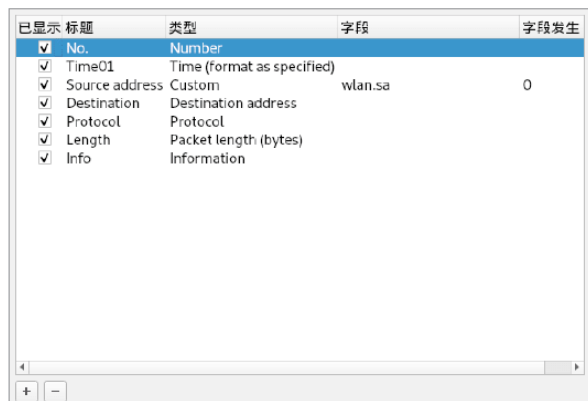 已显示 标题 类型 字段 字段发生
No. Number
Time01 Time (format as specified)
Source address Custom wlan.sa 0
Destination Destination address
Protocol Protocol
Length Packet length (bytes)
Info Information